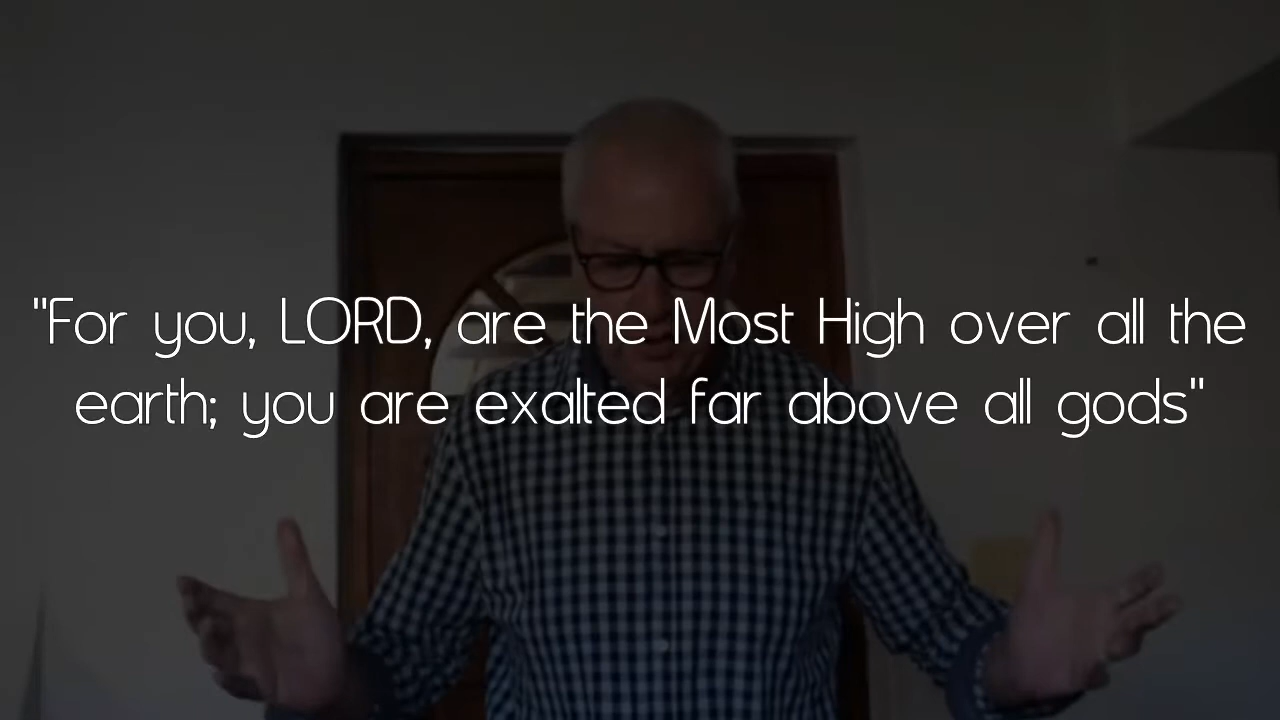 "For you, LORD, are the Most High over all the
earth; you are exalted far above all gods"